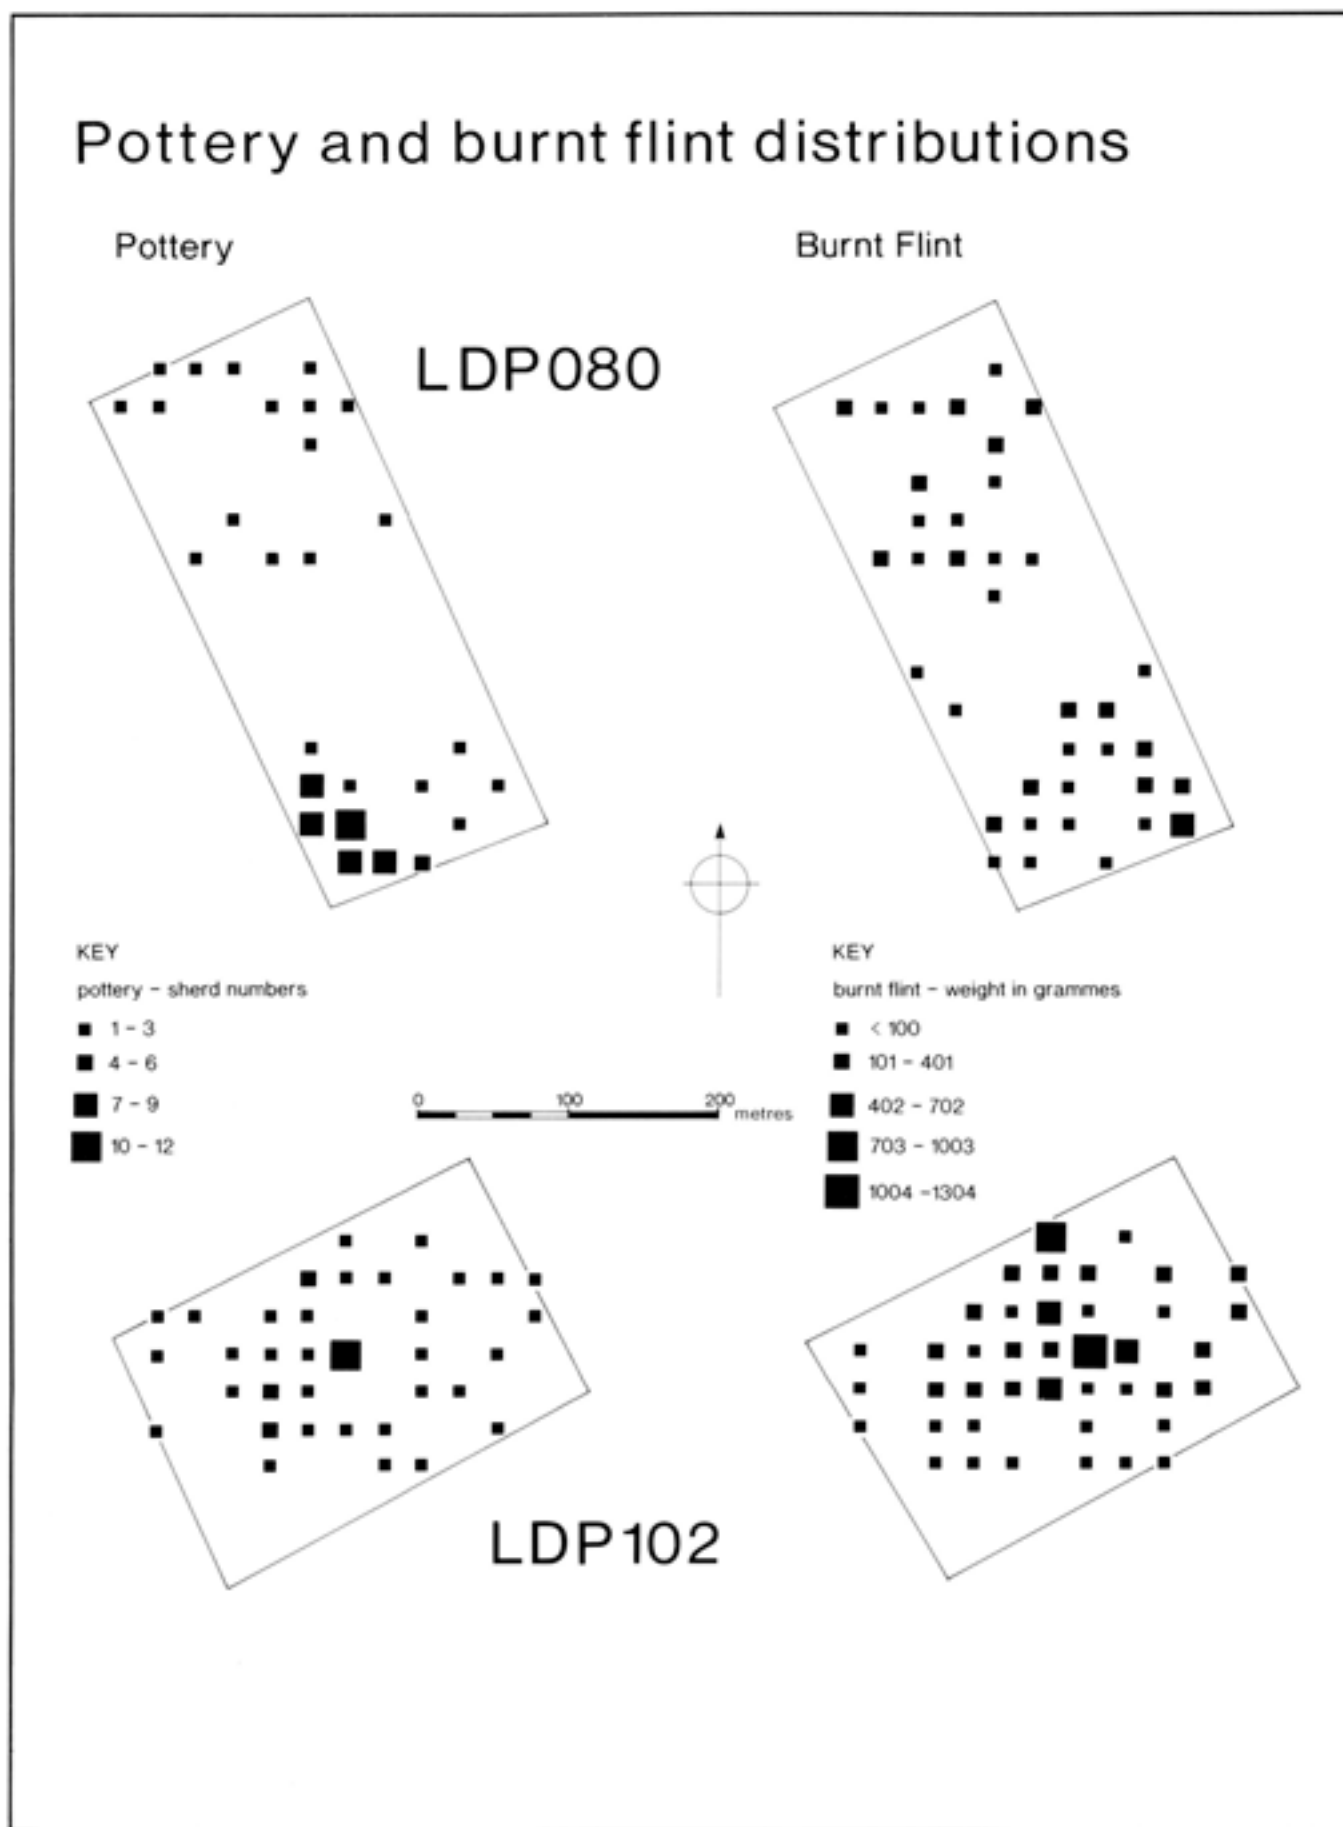 Pottery and burnt flint distributions
Pottery
Burnt Flint
LDP080
KEY
pottery – sherd numbers
1 – 3
4 – 6
7 – 9
10 – 12
KEY
burnt flint – weight in grammes
< 100
101 – 401
402 – 702
703 – 1003
1004 –1304
0 100 200 metres
LDP102